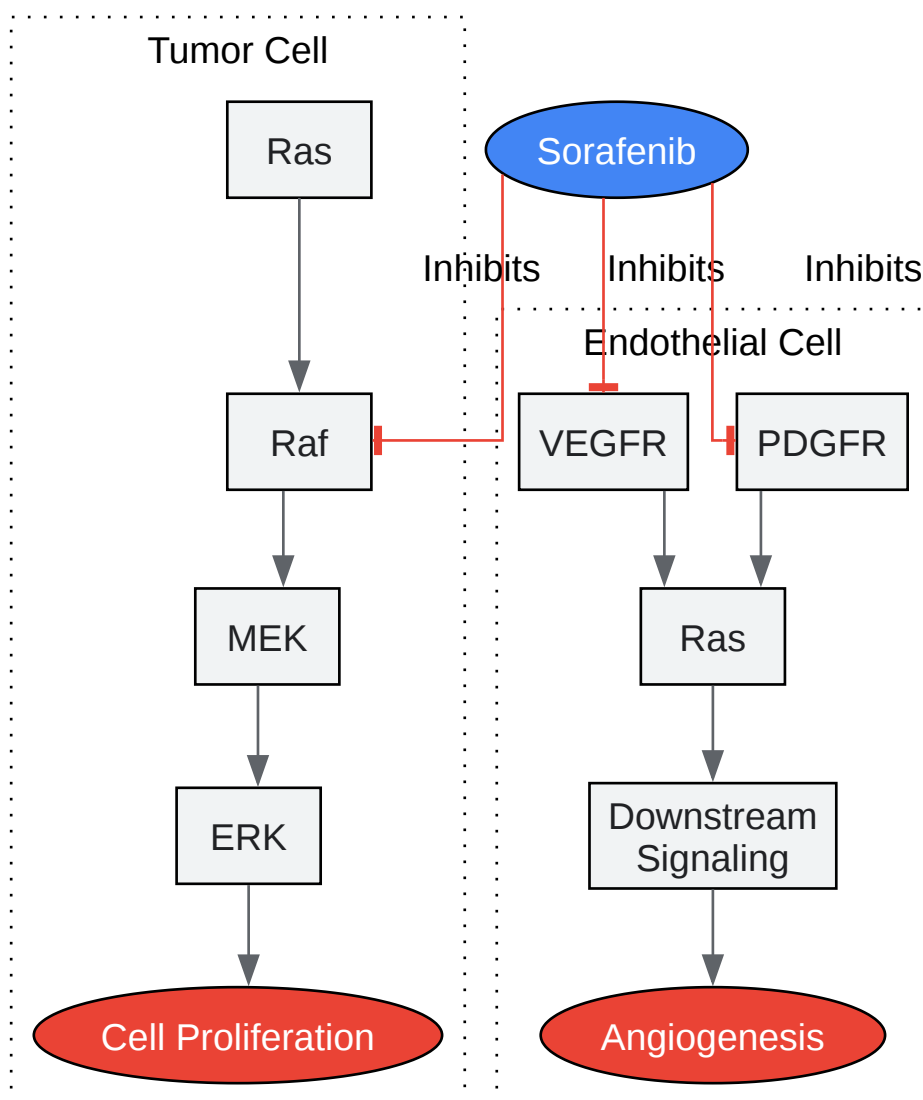 Tumor Cell
Ras
Sorafenib
Inhibits
Inhibits
Inhibits
Endothelial Cell
Raf
VEGFR
PDGFR
MEK
Ras
ERK
Downstream
Signaling
Cell Proliferation
Angiogenesis